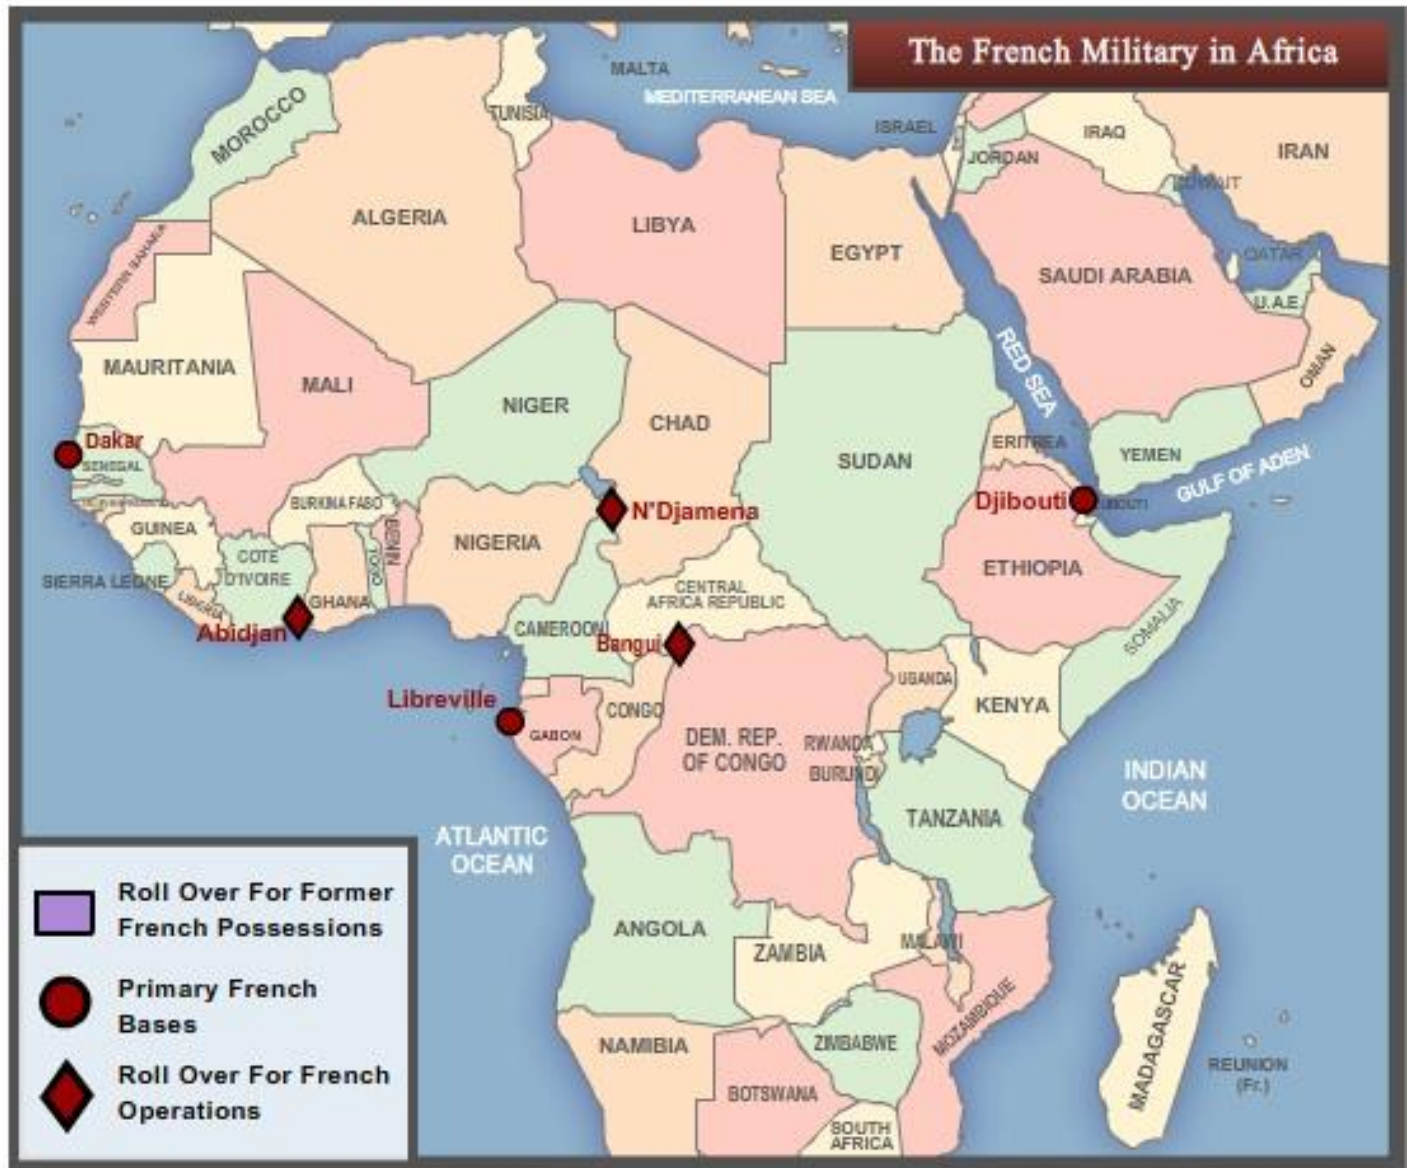 The French Military in Africa
MALTA
MEDITERRANEAN SEA
TUNISIA
MOROCCO
ISRAEL
JORDAN
IRAQ
IRAN
KUWAIT
ALGERIA
LIBYA
EGYPT
SAUDI ARABIA
QATAR
U.A.E.
OMAN
WESTERN SAHARA
RED SEA
MAURITANIA
MALI
NIGER
CHAD
SUDAN
ERITREA
YEMEN
GULF OF ADEN
Dakar
SENEGAL
BURKINA FASO
N'Djamena
Djibouti
GUINEA
BENIN
TOGO
NIGERIA
COTE
D'IVOIRE
GHANA
SIERRA LEONE
LIBERIA
Abidjan
CAMEROON
CENTRAL
AFRICA REPUBLIC
Bangui
ETHIOPIA
SOMALIA
Libreville
GABON
CONGO
DEM. REP.
OF CONGO
UGANDA
KENYA
RWANDA
BURUNDI
TANZANIA
INDIAN
OCEAN
ATLANTIC
OCEAN
ANGOLA
ZAMBIA
MALAWI
MOZAMBIQUE
MADAGASCAR
NAMIBIA
ZIMBABWE
BOTSWANA
SOUTH
AFRICA
REUNION
(Fr.)
Roll Over For Former
French Possessions
Primary French
Bases
Roll Over For French
Operations